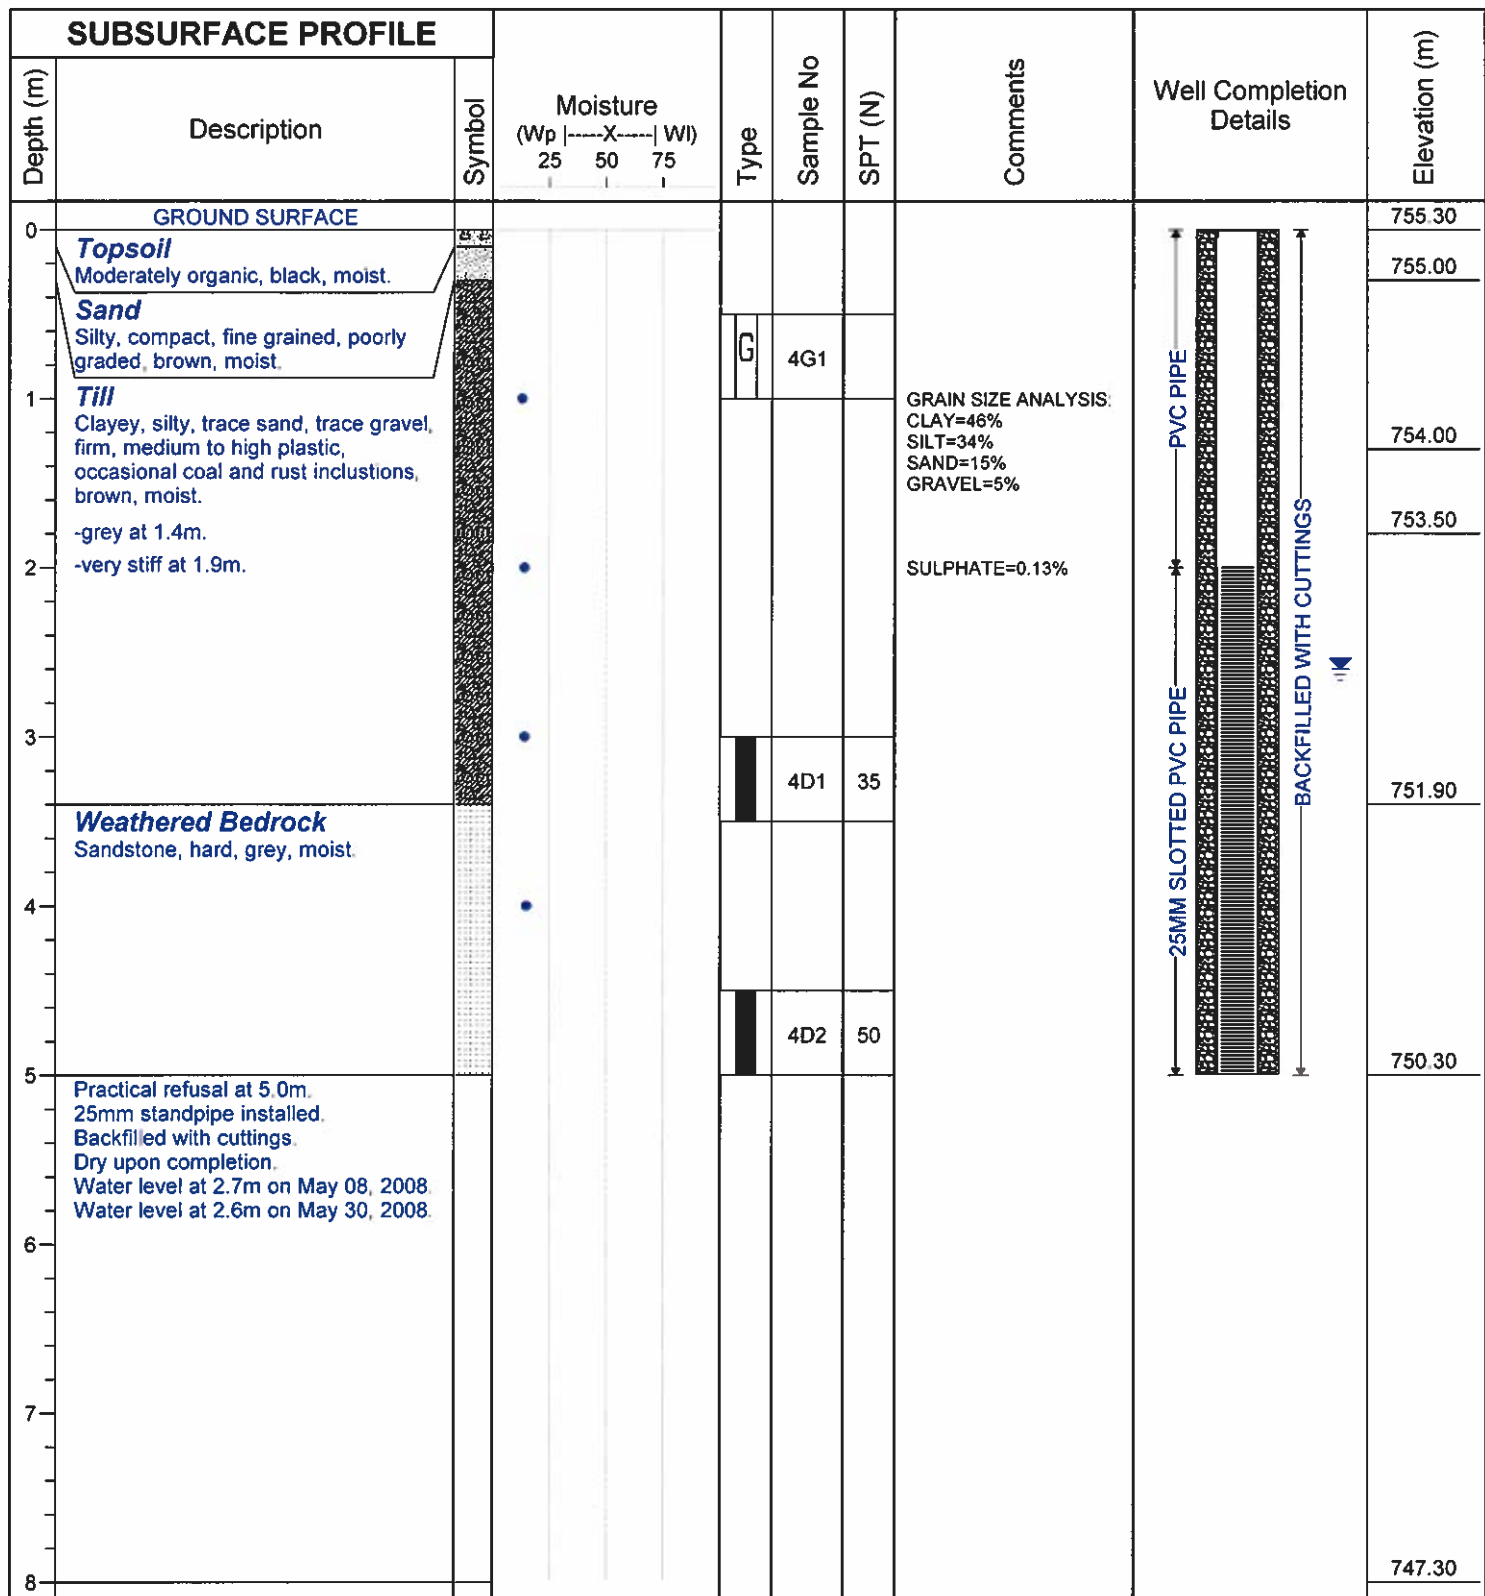 SUBSURFACE PROFILE
Depth (m)
Description
Symbol
Moisture
(Wp |-----X-----| Wl)
25 50 75
Type
Sample No
SPT (N)
Comments
Well Completion
Details
Elevation (m)
GROUND SURFACE
755.30
0
Topsoil
Moderately organic, black, moist.
755.00
Sand
Silty, compact, fine grained, poorly
graded, brown, moist.
G
4G1
1
Till
Clayey, silty, trace sand, trace gravel,
firm, medium to high plastic,
occasional coal and rust inclustions,
brown, moist.
-grey at 1.4m.
-very stiff at 1.9m.
GRAIN SIZE ANALYSIS:
CLAY=46%
SILT=34%
SAND=15%
GRAVEL=5%
754.00
753.50
2
SULPHATE=0.13%
PVC PIPE
25MM SLOTTED PVC PIPE
BACKFILLED WITH CUTTINGS
3
4D1 35
751.90
Weathered Bedrock
Sandstone, hard, grey, moist.
4
4D2 50
750.30
5
Practical refusal at 5.0m.
25mm standpipe installed.
Backfilled with cuttings.
Dry upon completion.
Water level at 2.7m on May 08, 2008.
Water level at 2.6m on May 30, 2008.
6
7
747.30
8